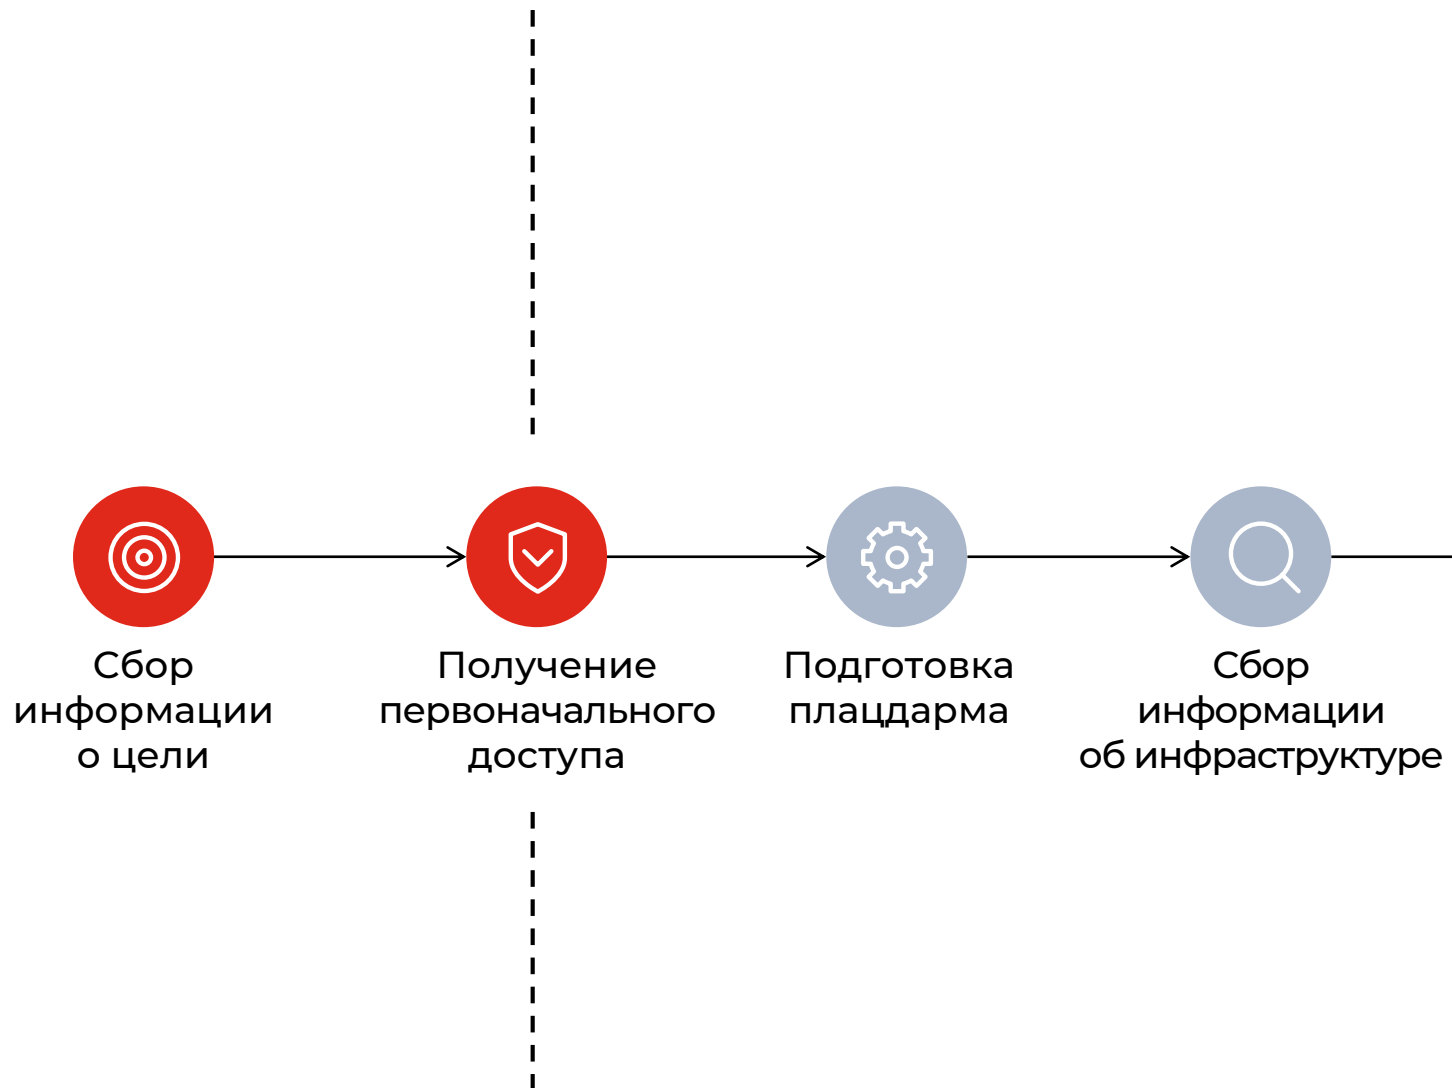 Сбор
информации
о цели
Получение
первоначального
доступа
Подготовка
плацдарма
Сбор
информации
об инфраструктуре